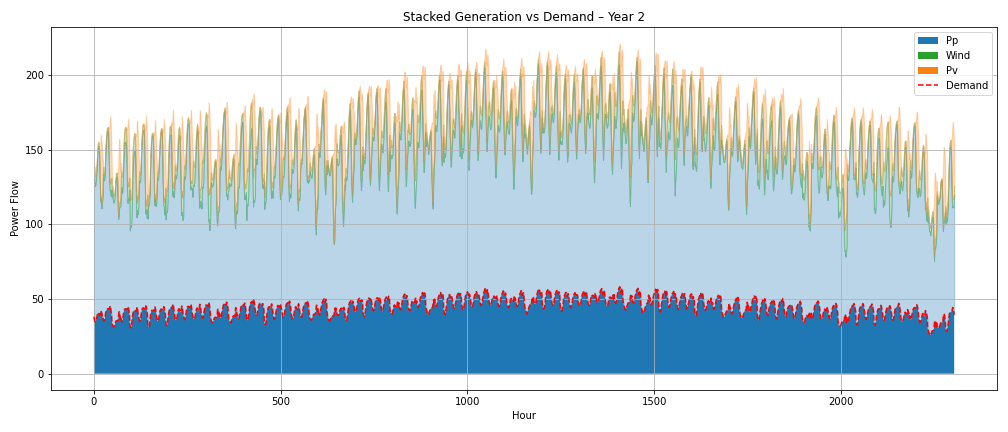 Stacked Generation vs Demand – Year 2
Pp
Wind
Pv
Demand
Power Flow
200
150
100
50
0
0
500
1000
1500
2000
Hour